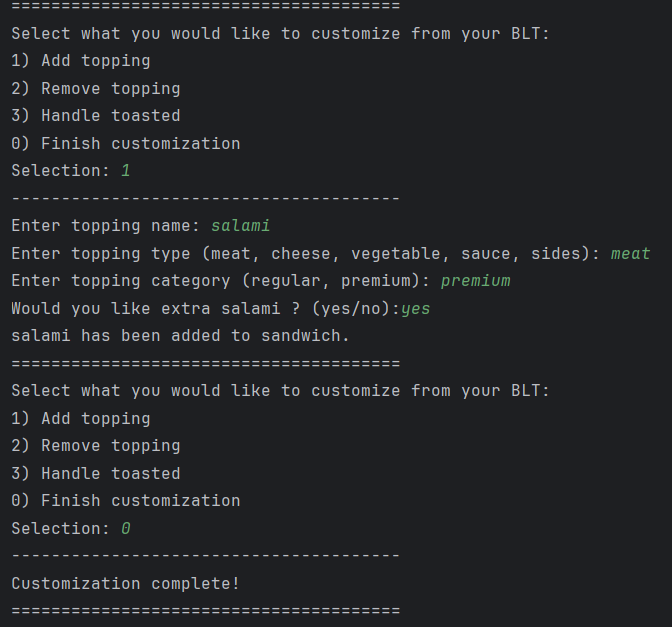 =======================================
Select what you would like to customize from your BLT:
1) Add topping
2) Remove topping
3) Handle toasted
0) Finish customization
Selection: 1
---------------------------------------
Enter topping name: salami
Enter topping type (meat, cheese, vegetable, sauce, sides): meat
Enter topping category (regular, premium): premium
Would you like extra salami ? (yes/no):yes
salami has been added to sandwich.
=======================================
Select what you would like to customize from your BLT:
1) Add topping
2) Remove topping
3) Handle toasted
0) Finish customization
Selection: 0
---------------------------------------
Customization complete!
=======================================